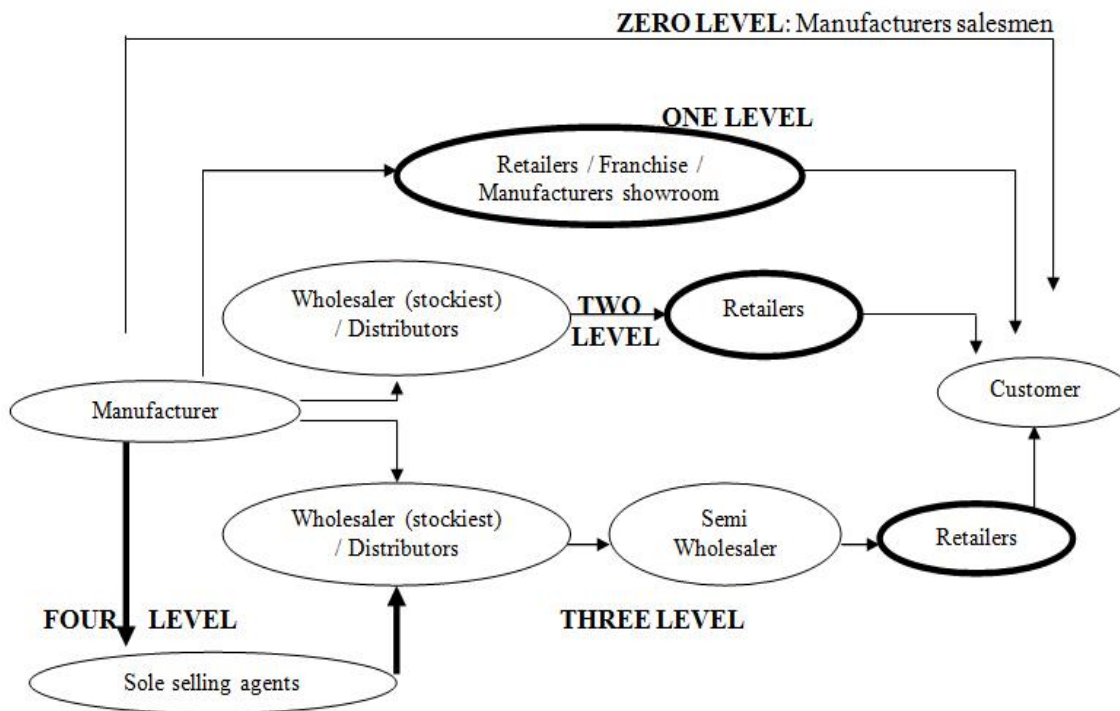 ZERO LEVEL: Manufacturers salesmen
ONE LEVEL
Retailers / Franchise /
Manufacturers showroom
Wholesaler (stockiest)
/ Distributors
TWO
LEVEL
Retailers
Manufacturer
Customer
Wholesaler (stockiest)
/ Distributors
Semi
Wholesaler
Retailers
FOUR LEVEL
THREE LEVEL
Sole selling agents